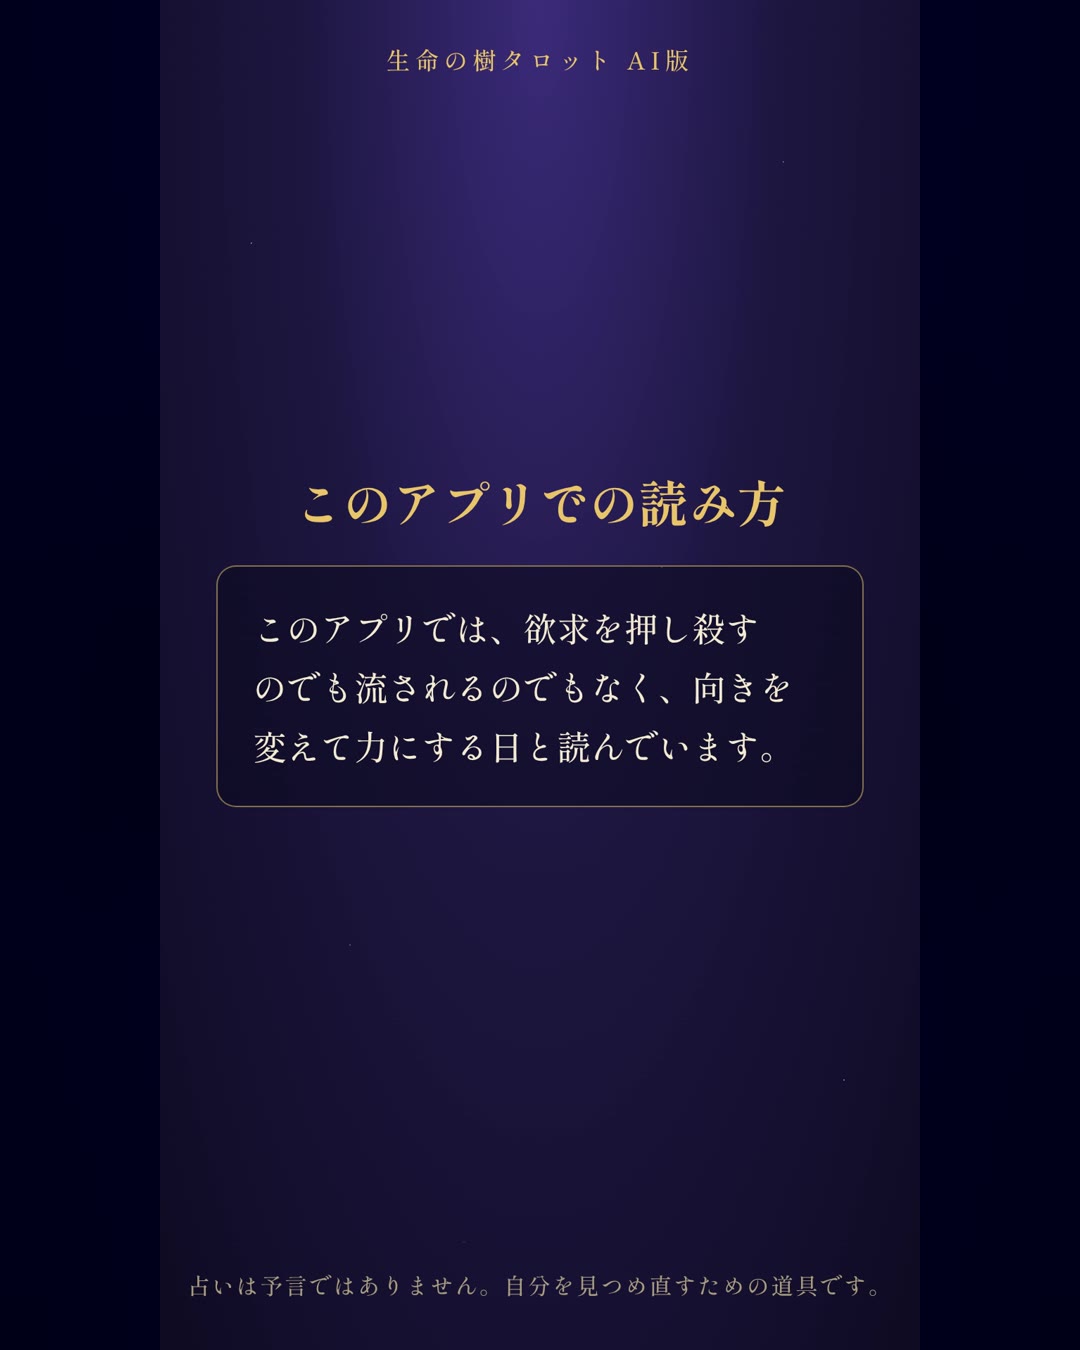 生命の樹タロット AI版
このアプリでの読み方
このアプリでは、欲求を押し殺す
のでも流されるのでもなく、向きを
変えて力にする日と読んでいます。
占いは予言ではありません。自分を見つめ直すための道具です。